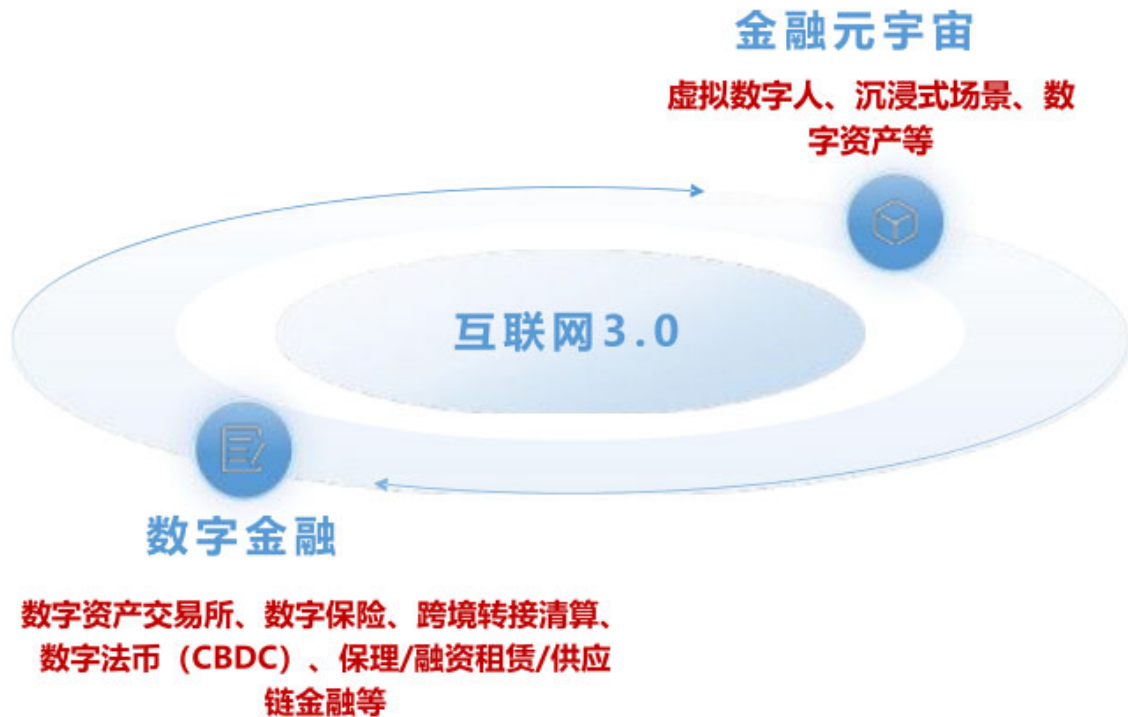 金融元宇宙
虚拟数字人、沉浸式场景、数
字资产等
互联网3.0
数字金融
数字资产交易所、数字保险、跨境转接清算、
数字法币（CBDC）、保理/融资租赁/供应
链金融等